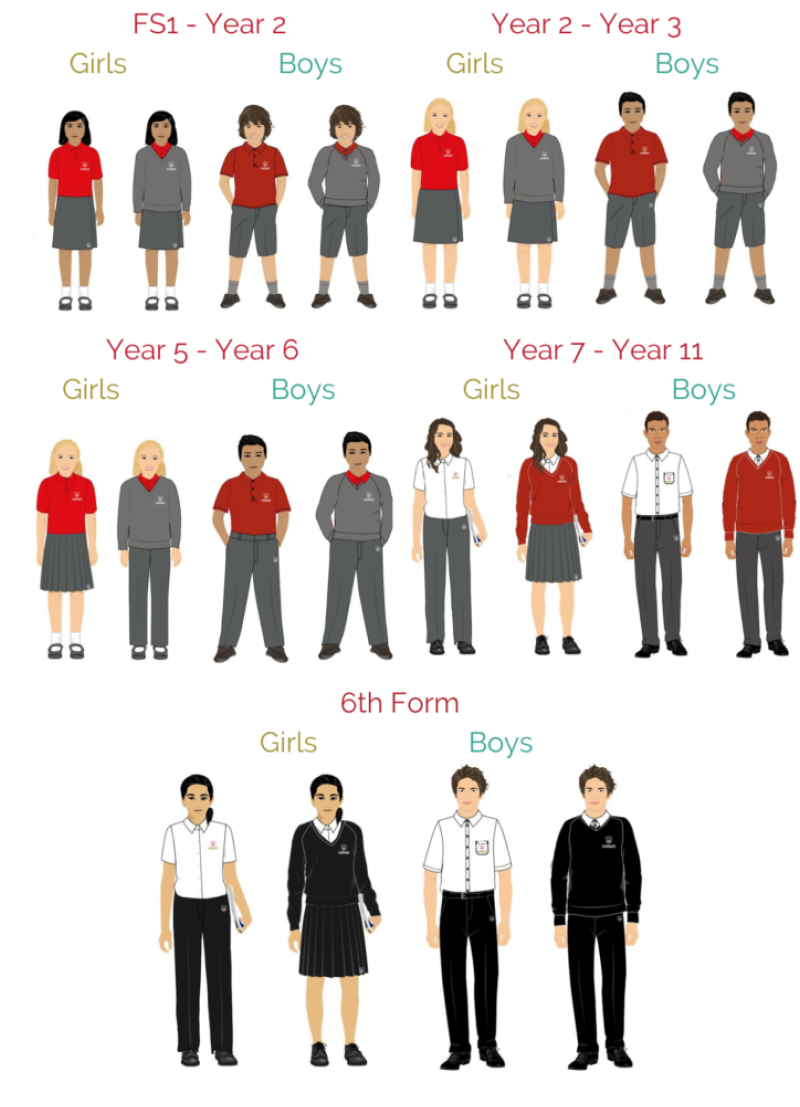 FS1 - Year 2
Girls
Boys
Year 2 - Year 3
Girls
Boys
Year 5 - Year 6
Girls
Boys
Year 7 - Year 11
Girls
Boys
6th Form
Girls
Boys